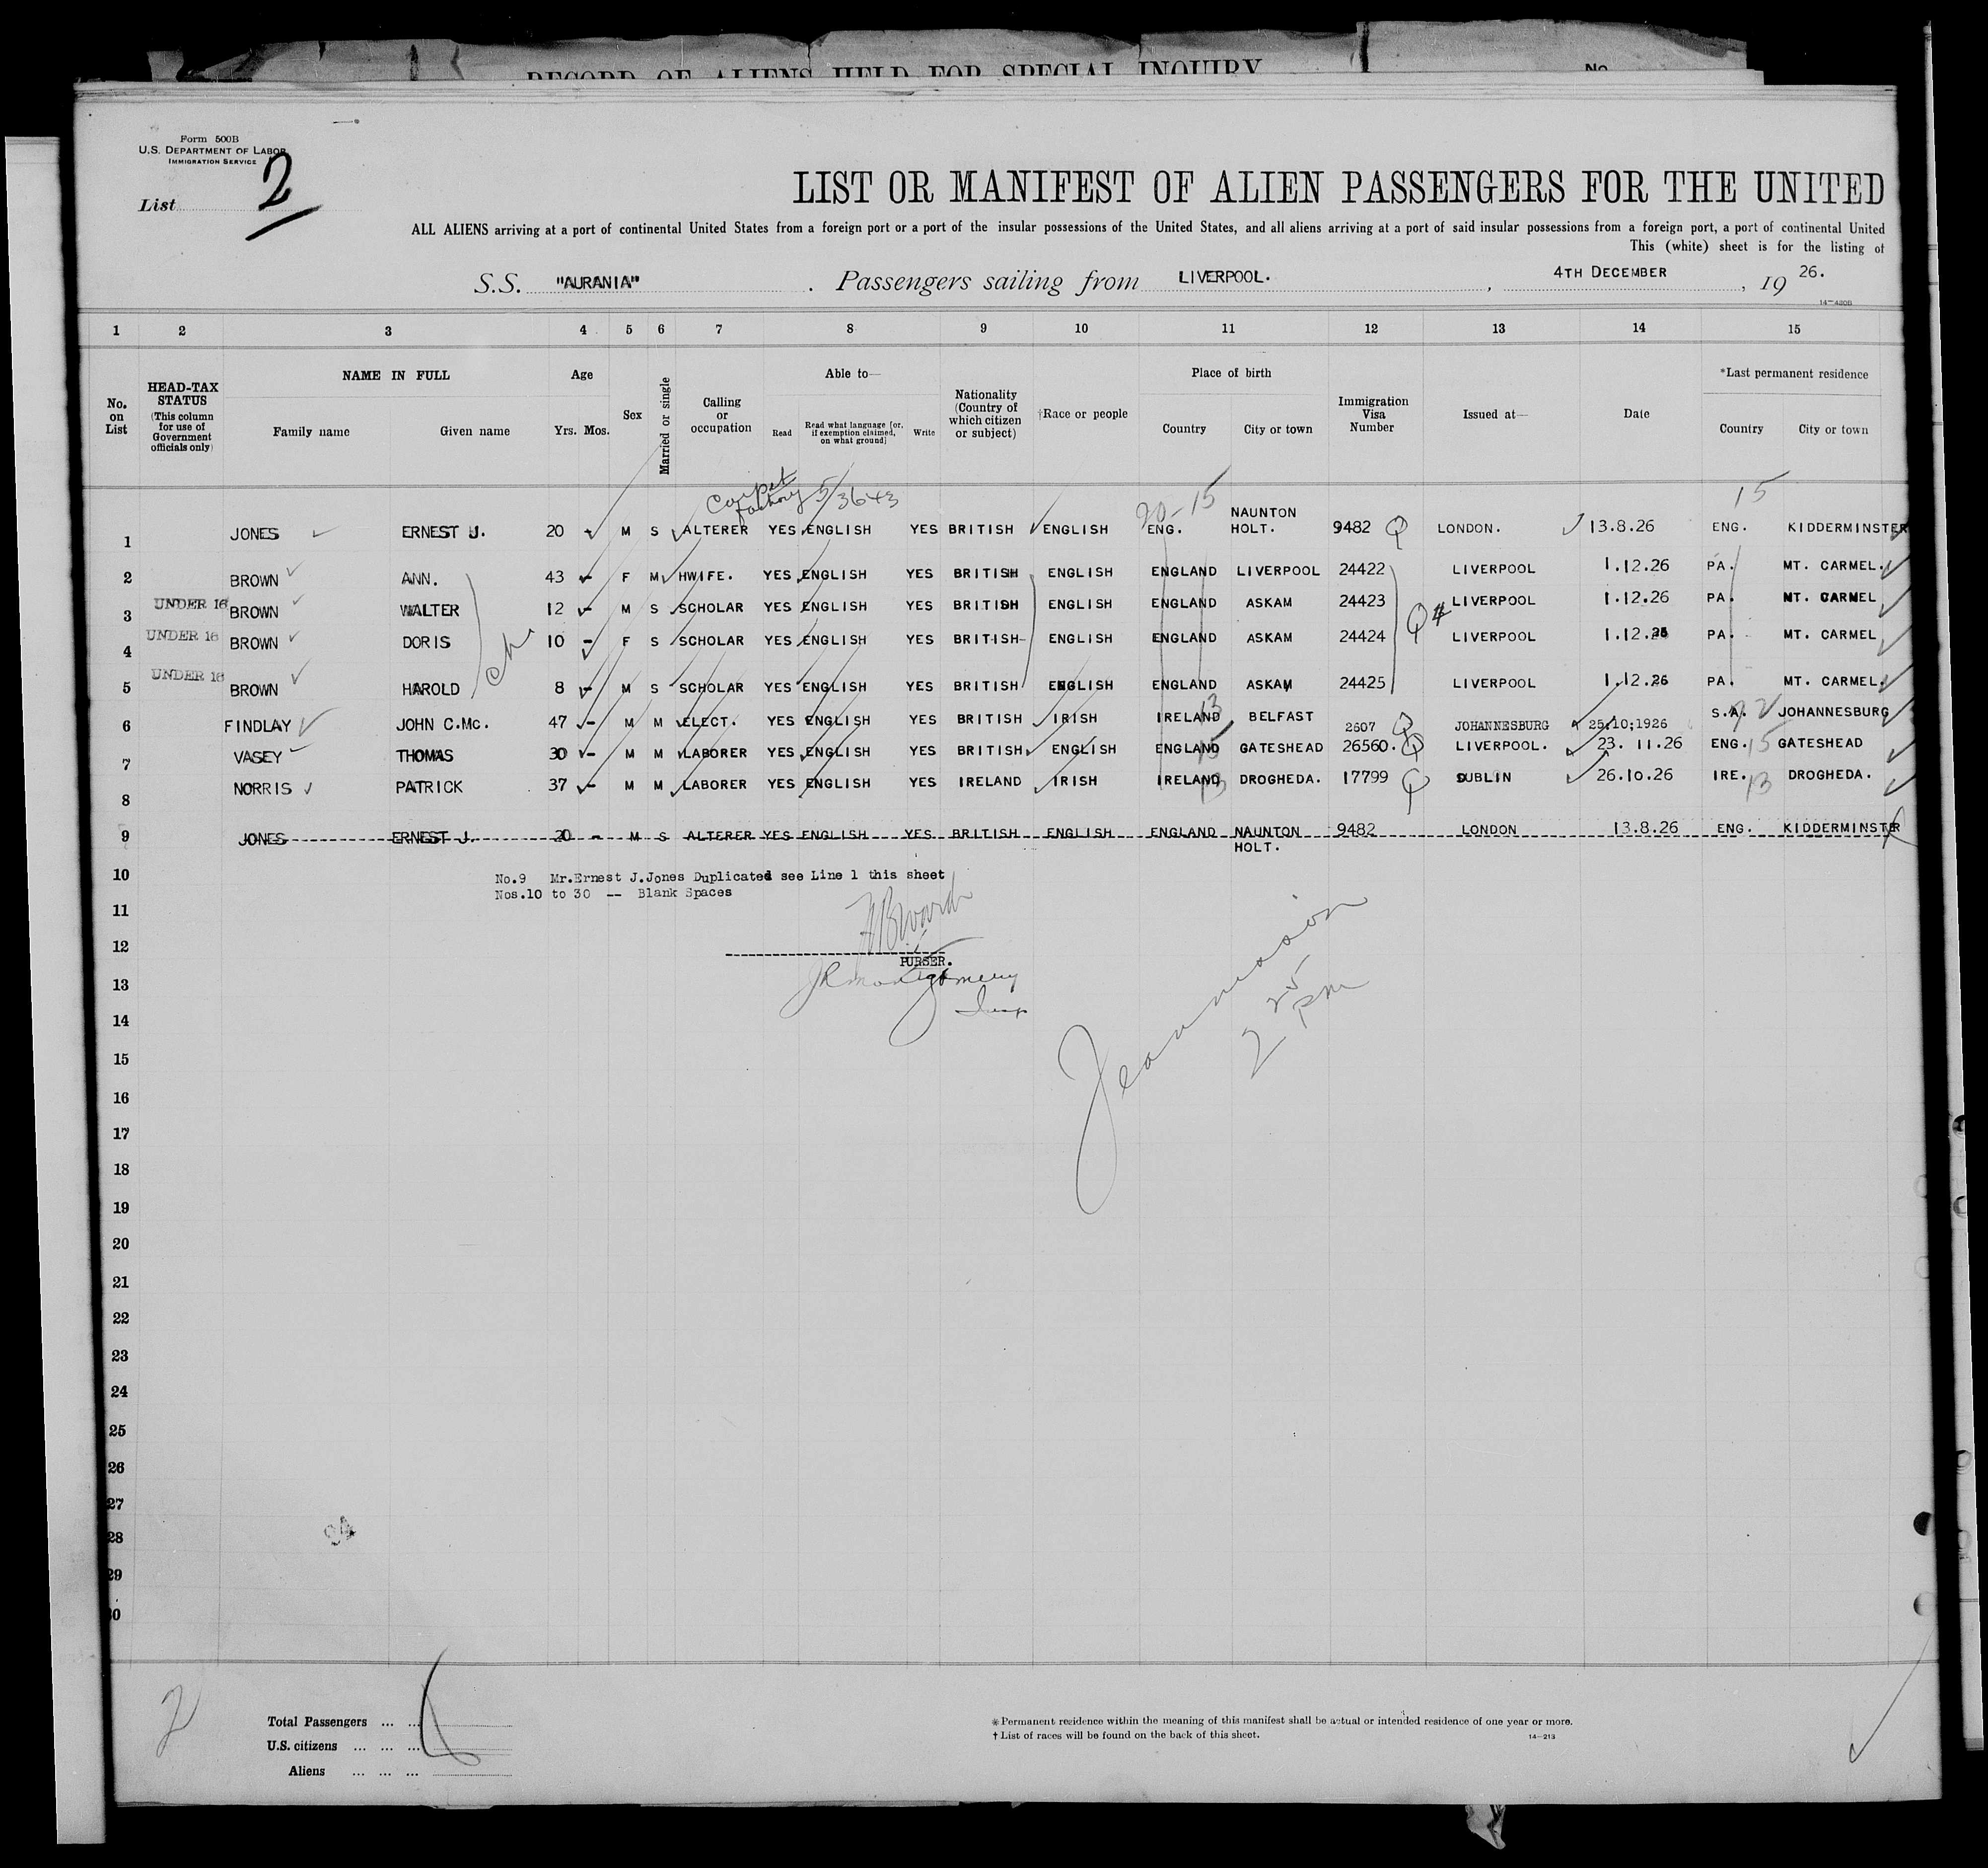 RECORD OF ALIENS HELD FOR SPECIAL INQUIRY
No.
Form 500B
U.S. DEPARTMENT OF LABOR
IMMIGRATION SERVICE
List 2
LIST OR MANIFEST OF ALIEN PASSENGERS FOR THE UNITED
ALL ALIENS arriving at a port of continental United States from a foreign port or a port of the insular possessions of the United States, and all aliens arriving at a port of said insular possessions from a foreign port, a port of continental United
This (white) sheet is for the listing of
S.S. "AURANIA" . Passengers sailing from LIVERPOOL. , 4TH DECEMBER , 19 26.
1 2 3 4 5 6 7 8 9 10 11 12 13 14 15
No. on List
HEAD-TAX STATUS
(This column for use of Government officials only)
NAME IN FULL
Family name Given name
Age
Yrs. Mos.
Sex
Married or single
Calling or occupation
Able to—
Read
Read what language [or, if exemption claimed, on what ground]
Write
Nationality (Country of which citizen or subject)
†Race or people
Place of birth
Country City or town
Immigration Visa Number
Issued at—
Date
*Last permanent residence
Country City or town
Carpet factory 5/3643 20-15 15
1 JONES ERNEST J. 20 M S ALTERER YES ENGLISH YES BRITISH ENGLISH ENG. NAUNTON HOLT. 9482 LONDON. 13.8.26 ENG. KIDDERMINSTER
2 BROWN ANN. 43 - F M HWIFE. YES ENGLISH YES BRITISH ENGLISH ENGLAND LIVERPOOL 24422 LIVERPOOL 1.12.26 PA. MT. CARMEL.
3 UNDER 16 BROWN WALTER 12 - M S SCHOLAR YES ENGLISH YES BRITISH ENGLISH ENGLAND ASKAM 24423 LIVERPOOL 1.12.26 PA. MT. CARMEL
4 UNDER 16 BROWN DORIS 10 - F S SCHOLAR YES ENGLISH YES BRITISH ENGLISH ENGLAND ASKAM 24424 LIVERPOOL 1.12.26 PA. MT. CARMEL
5 UNDER 16 BROWN HAROLD 8 - M S SCHOLAR YES ENGLISH YES BRITISH ENGLISH ENGLAND ASKAM 24425 LIVERPOOL 1.12.26 PA. MT. CARMEL.
6 FINDLAY JOHN C.MC. 47 - M M ELECT. YES ENGLISH YES BRITISH IRISH IRELAND 13 BELFAST 2607 JOHANNESBURG 25;10;1926 S.A. 72 JOHANNESBURG
7 VASEY THOMAS 30 - M M LABORER YES ENGLISH YES BRITISH ENGLISH ENGLAND 15 GATESHEAD 26560. LIVERPOOL. 23. 11.26 ENG. 15 GATESHEAD
8 NORRIS PATRICK 37 - M M LABORER YES ENGLISH YES IRELAND IRISH IRELAND 13 DROGHEDA. 17799 DUBLIN 26.10.26 IRE. 13 DROGHEDA.
9 JONES ERNEST J. 20 - M S ALTERER YES ENGLISH YES BRITISH ENGLISH ENGLAND NAUNTON HOLT. 9482 LONDON 13.8.26 ENG. KIDDERMINSTER
10 No.9 Mr.Ernest J.Jones Duplicated see Line 1 this sheet
Nos.10 to 30 -- Blank Spaces
11
12
PURSER.
13 JRMontgomery
Insp
14
Jeannision
2 25 pm
15
16
17
18
19
20
21
22
23
24
25
26
27
28
29
30
2
Total Passengers ... ...
U.S. citizens ... ... ...
Aliens ... ... ...
*Permanent residence within the meaning of this manifest shall be actual or intended residence of one year or more.
†List of races will be found on the back of this sheet.
14—213